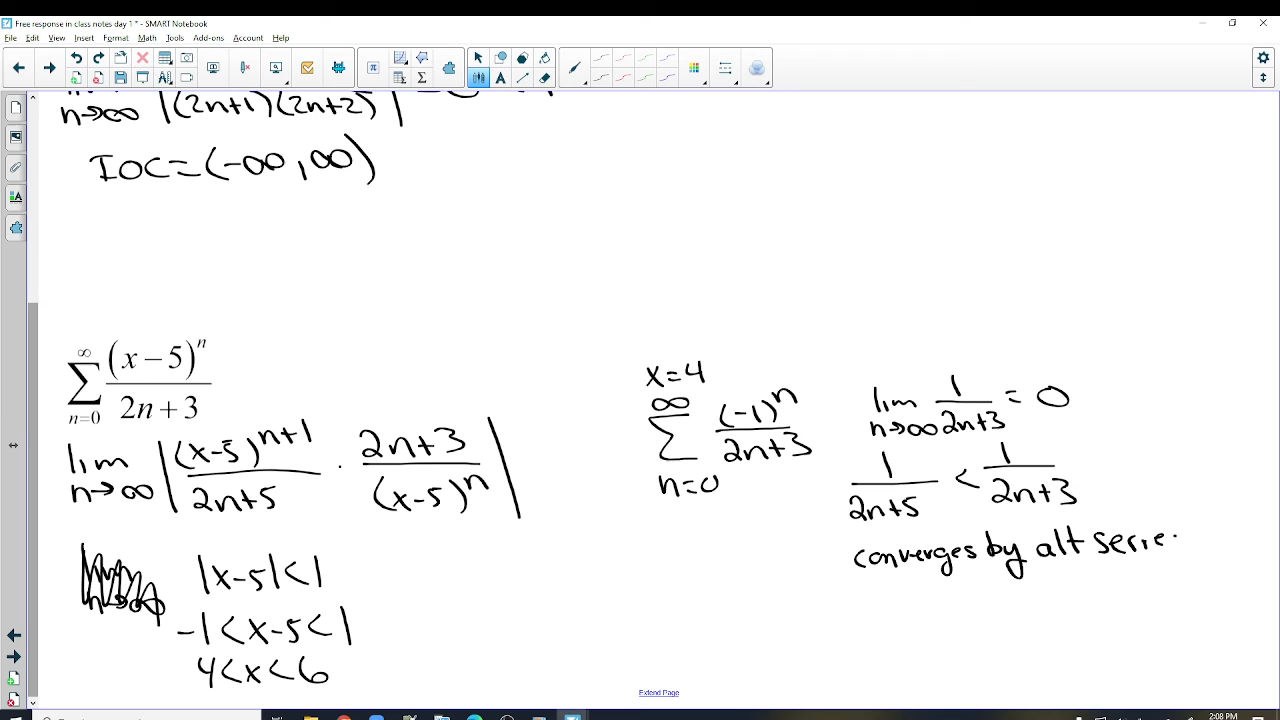 Free response in class notes day 1 * - SMART Notebook
File Edit View Insert Format Math Tools Add-ons Account Help
n→∞ |(2n+1)(2n+2)|
IOC = (-∞, ∞)
∑_{n=0}^{∞} (x-5)^n / (2n+3)
lim_{n→∞} | (x-5)^{n+1} / (2n+5) · (2n+3) / (x-5)^n |
|x-5| < 1
-1 < x-5 < 1
4 < x < 6
x = 4
∑_{n=0}^{∞} (-1)^n / (2n+3)
lim_{n→∞} 1/(2n+3) = 0
1/(2n+5) < 1/(2n+3)
converges by alt serie
Extend Page
2:08 PM